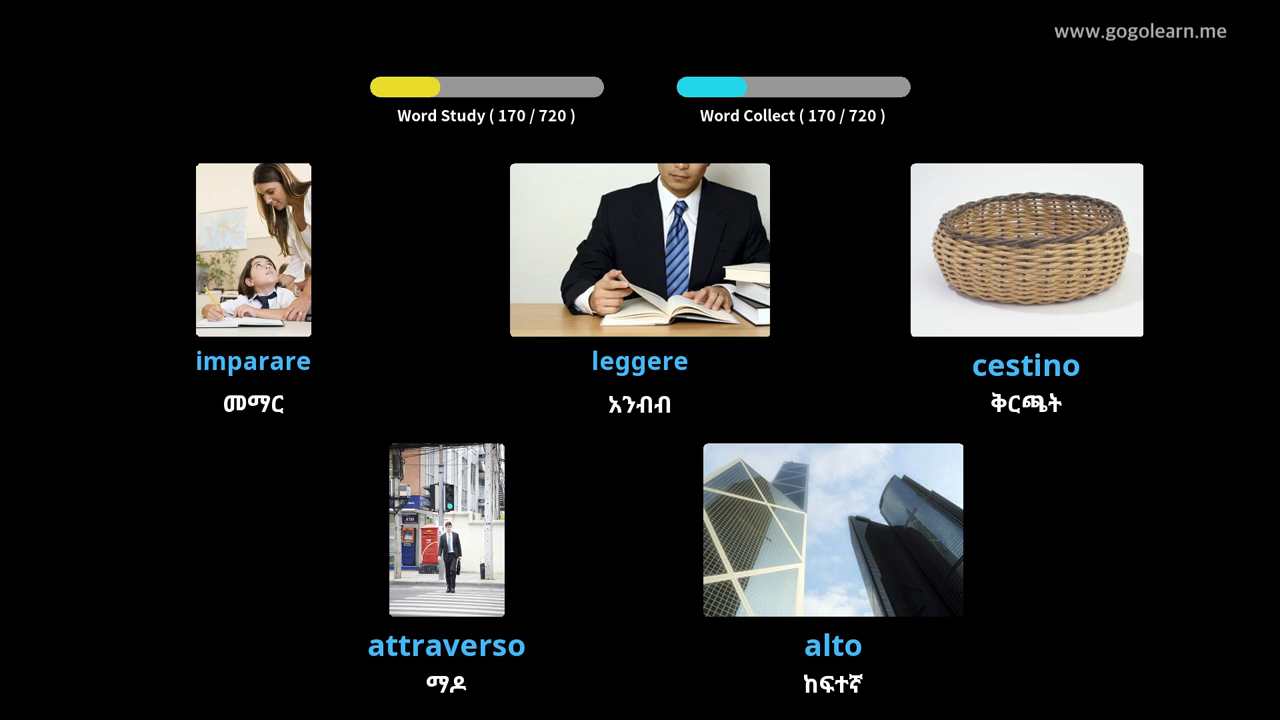 www.gogolearn.me
Word Study ( 170 / 720 )
Word Collect ( 170 / 720 )
imparare
መማር
leggere
አንብብ
cestino
ቅርጫት
attraverso
ማዶ
alto
ከፍተኛ